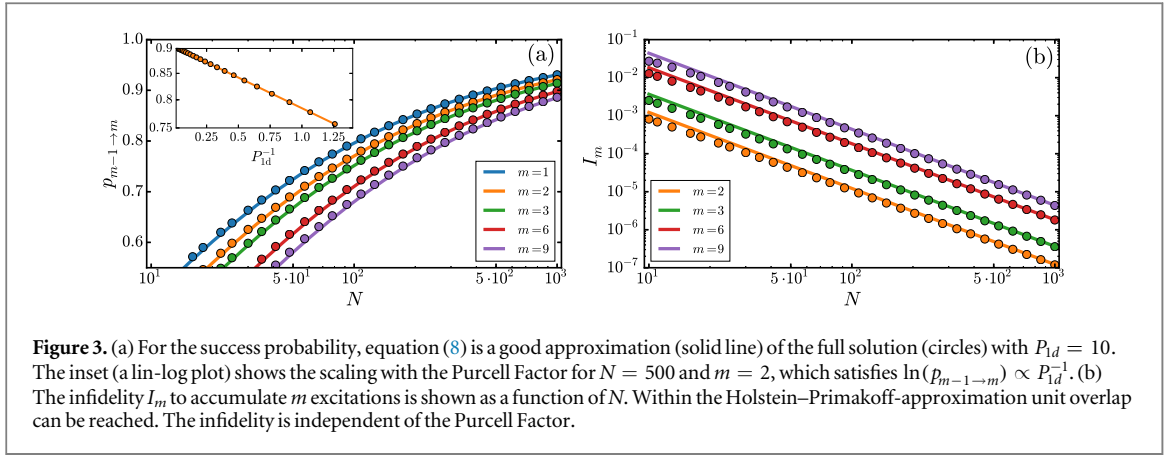 1.0
0.9
0.8
0.7
0.6
p_{m−1→m}
(a)
0.9
0.85
0.8
0.75
0.25 0.5 0.75 1.0 1.25
P_{1d}^{-1}
m=1
m=2
m=3
m=6
m=9
10^1 5·10^1 10^2 5·10^2 10^3
N
10^{-1}
10^{-2}
10^{-3}
10^{-4}
10^{-5}
10^{-6}
10^{-7}
I_m
(b)
m=2
m=3
m=6
m=9
10^1 5·10^1 10^2 5·10^2 10^3
N
Figure 3. (a) For the success probability, equation (8) is a good approximation (solid line) of the full solution (circles) with P_{1d} = 10.
The inset (a lin-log plot) shows the scaling with the Purcell Factor for N = 500 and m = 2, which satisfies ln(p_{m−1→m}) ∝ P_{1d}^{-1}. (b)
The infidelity I_m to accumulate m excitations is shown as a function of N. Within the Holstein–Primakoff-approximation unit overlap
can be reached. The infidelity is independent of the Purcell Factor.